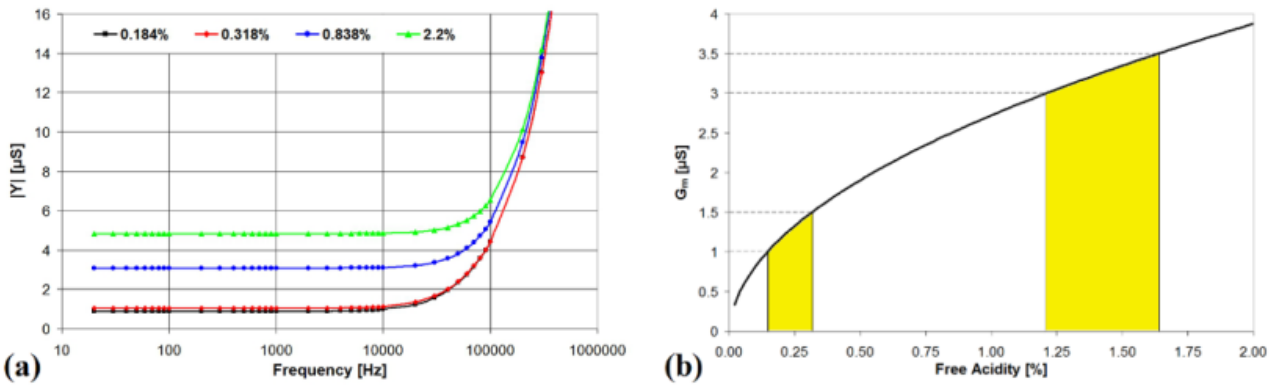 16
14
12
10
8
6
4
2
0
|Y| [µS]
0.184% 0.318% 0.838% 2.2%
10 100 1000 10000 100000 1000000
Frequency [Hz]
(a)
4
3.5
3
2.5
2
1.5
1
0.5
0
Gm [µS]
0.00 0.25 0.50 0.75 1.00 1.25 1.50 1.75 2.00
Free Acidity [%]
(b)